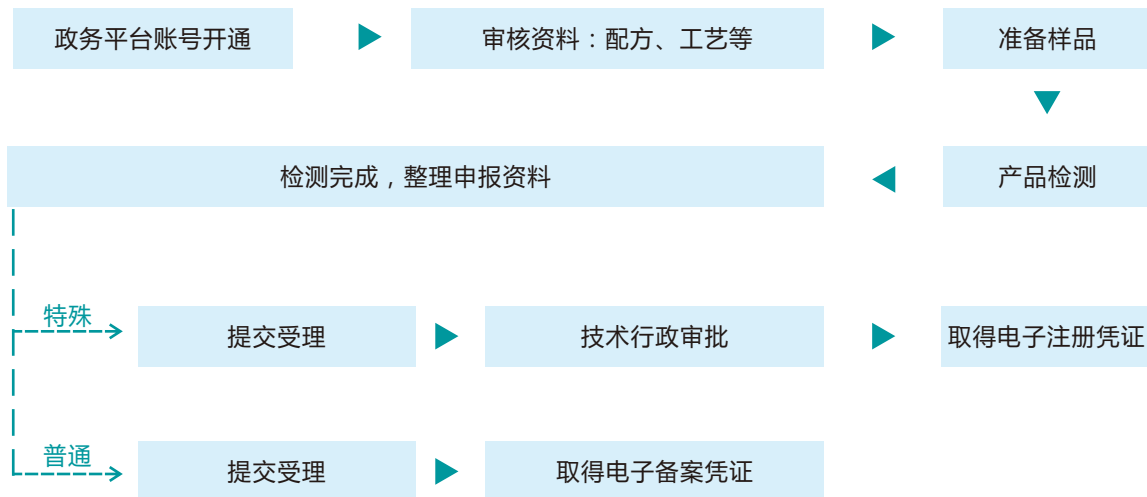 政务平台账号开通
审核资料：配方、工艺等
准备样品
检测完成，整理申报资料
产品检测
特殊
提交受理
技术行政审批
取得电子注册凭证
普通
提交受理
取得电子备案凭证